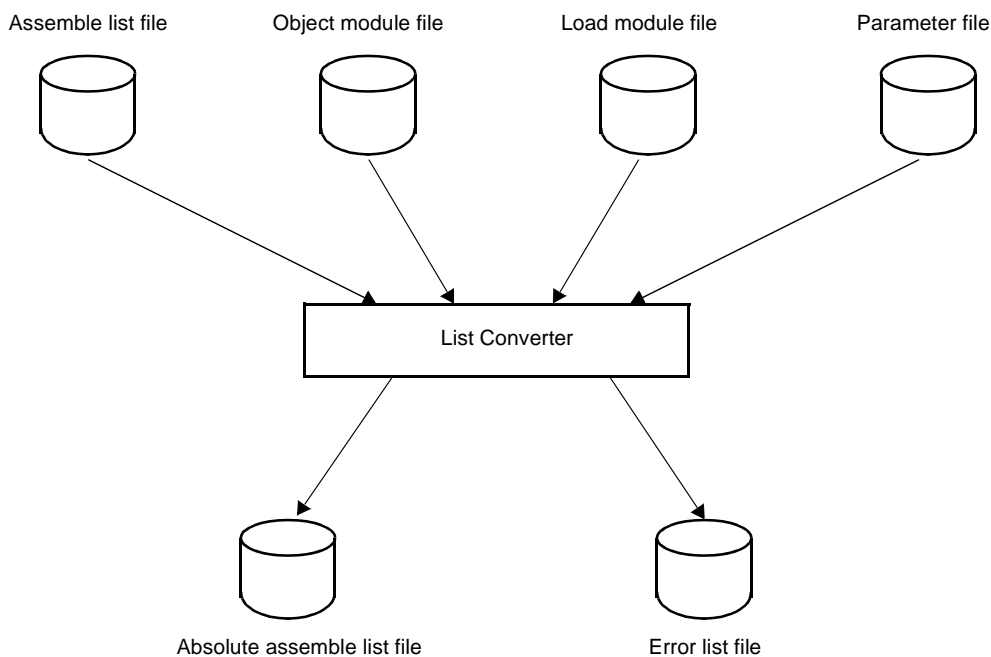 Assemble list file
Object module file
Load module file
Parameter file
List Converter
Absolute assemble list file
Error list file